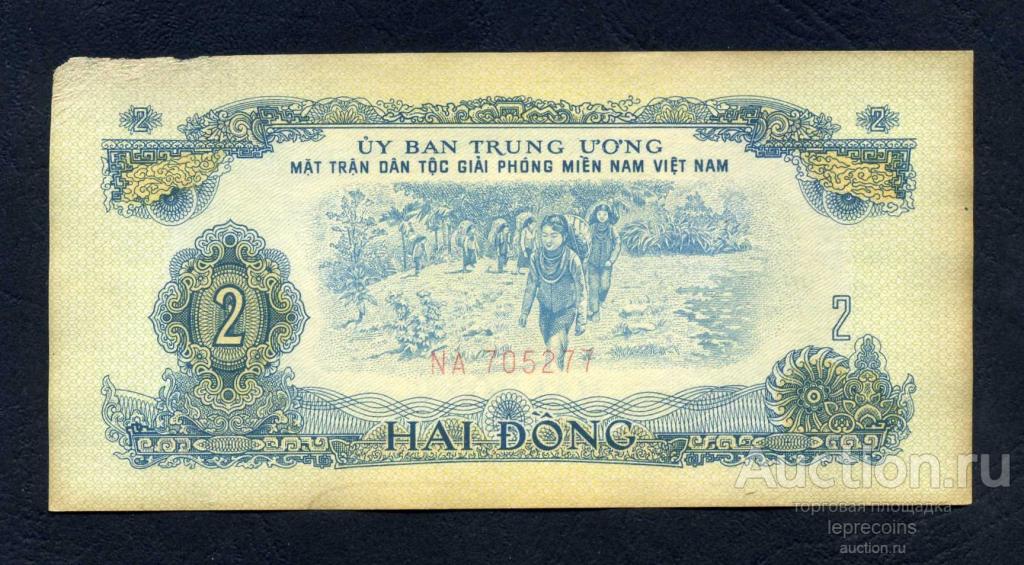 2
2
ỦY BAN TRUNG ƯƠNG
MẶT TRẬN DÂN TỘC GIẢI PHÓNG MIỀN NAM VIỆT NAM
2
2
NA 705277
HAI ĐỒNG
Auction.ru
торговая площадка
leprecoins
auction.ru